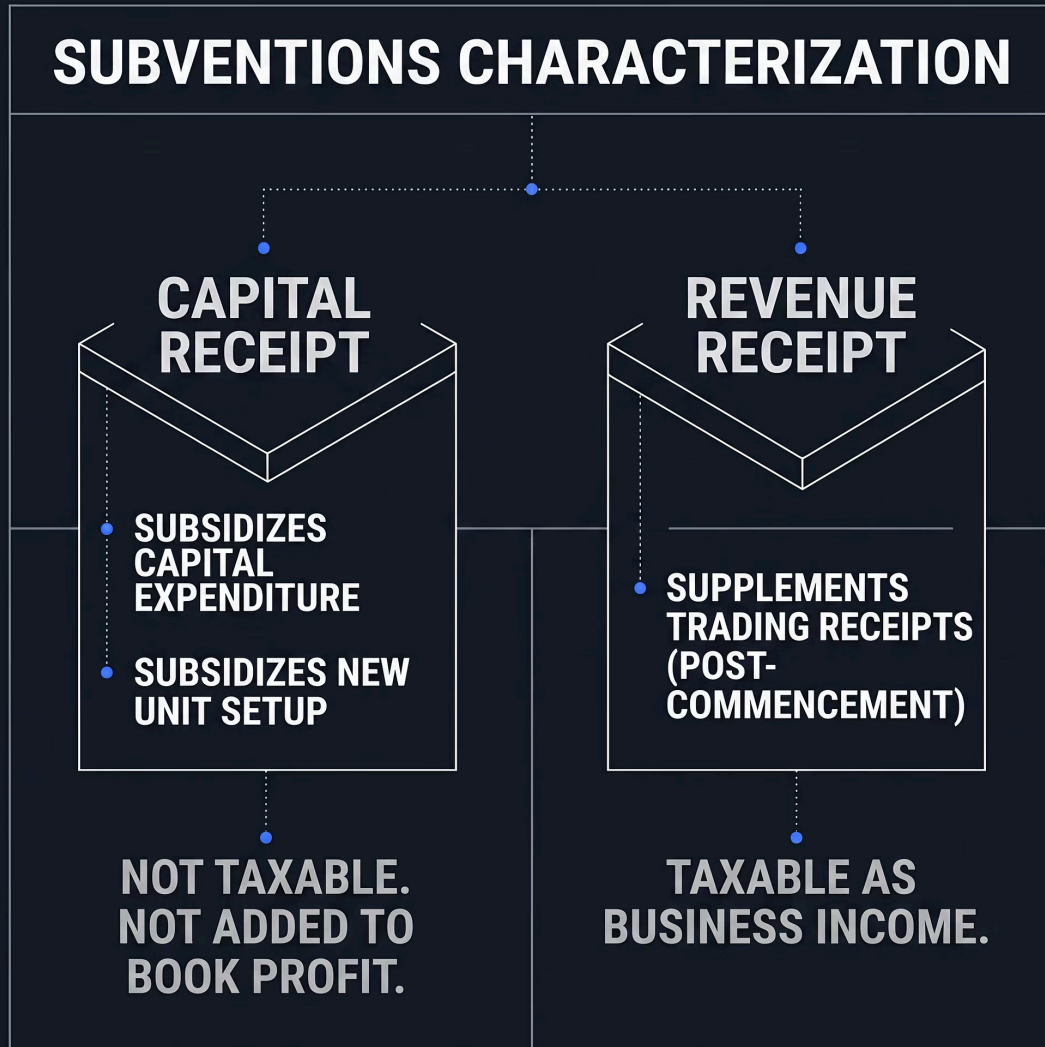 SUBVENTIONS CHARACTERIZATION
CAPITAL
RECEIPT
SUBSIDIZES
CAPITAL
EXPENDITURE
SUBSIDIZES NEW
UNIT SETUP
NOT TAXABLE.
NOT ADDED TO
BOOK PROFIT.
REVENUE
RECEIPT
SUPPLEMENTS
TRADING RECEIPTS
(POST-
COMMENCEMENT)
TAXABLE AS
BUSINESS INCOME.